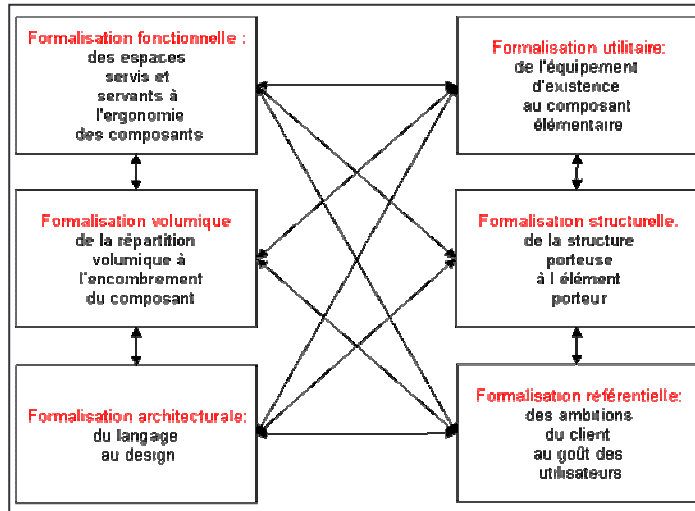 Formalisation fonctionnelle :
des espaces
servis et
servants à
l'ergonomie
des composants
Formalisation utilitaire:
de l'équipement
d'existence
au composant
élémentaire
Formalisation volumique
de la répartition
volumique à
l'encombrement
du composant
Formalisation structurelle.
de la structure
porteuse
à l élément
porteur
Formalisation architecturale:
du langage
au design
Formalisation référentielle:
des ambitions
du client
au goût des
utilisateurs